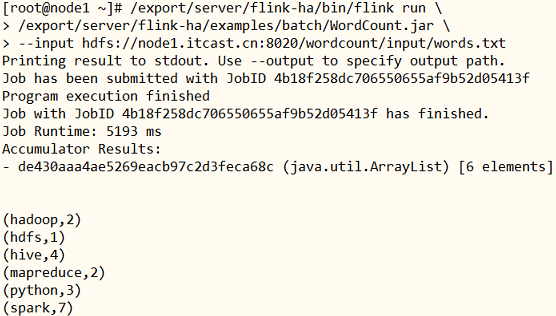 [root@node1 ~]# /export/server/flink-ha/bin/flink run \
> /export/server/flink-ha/examples/batch/WordCount.jar \
> --input hdfs://node1.itcast.cn:8020/wordcount/input/words.txt
Printing result to stdout. Use --output to specify output path.
Job has been submitted with JobID 4b18f258dc706550655af9b52d05413f
Program execution finished
Job with JobID 4b18f258dc706550655af9b52d05413f has finished.
Job Runtime: 5193 ms
Accumulator Results:
- de430aaa4ae5269eacb97c2d3feca68c (java.util.ArrayList) [6 elements]
(hadoop,2)
(hdfs,1)
(hive,4)
(mapreduce,2)
(python,3)
(spark,7)